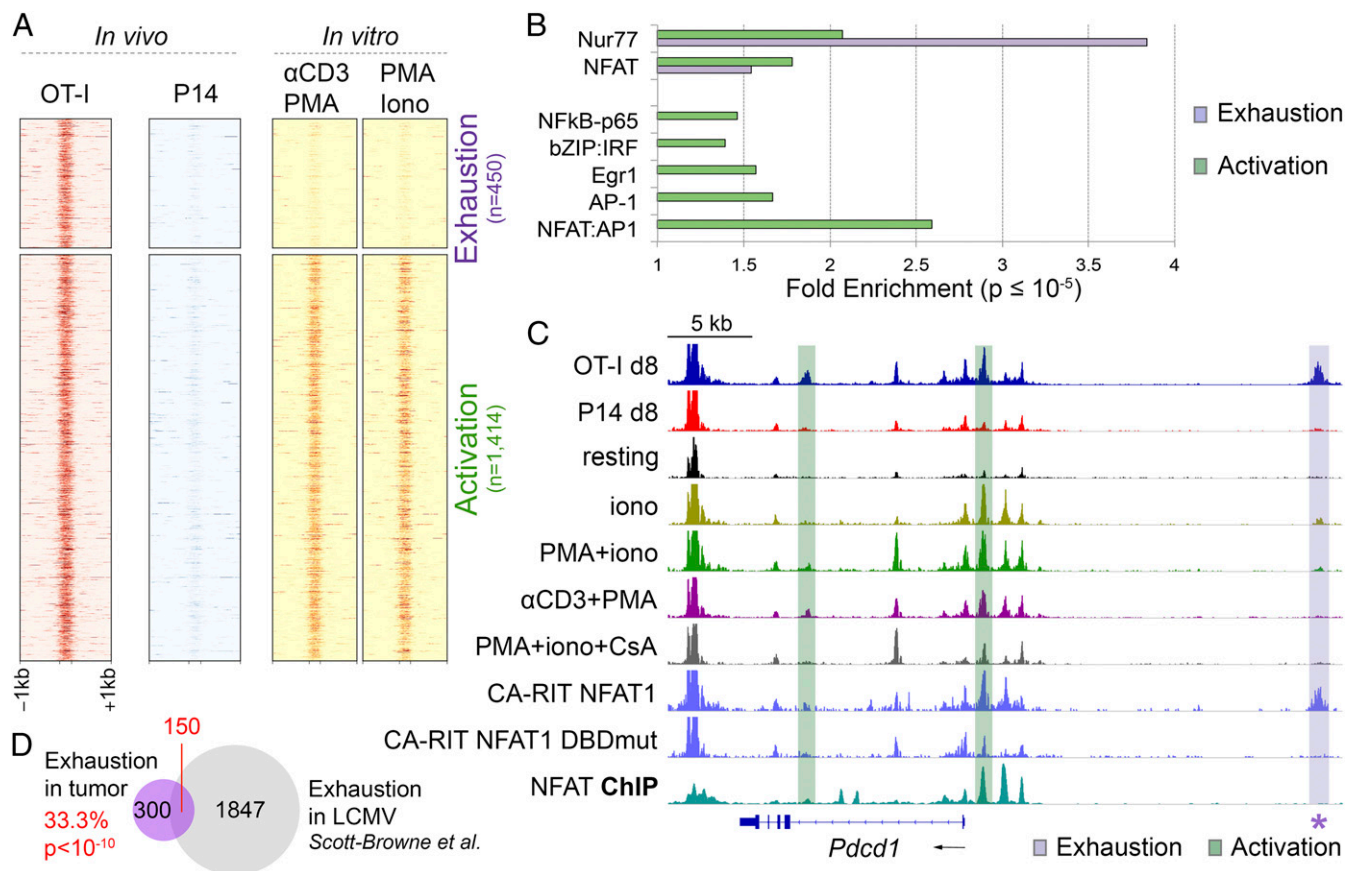 A
In vivo
In vitro
OT-I
P14
αCD3
PMA
PMA
Iono
Exhaustion
(n=450)
Activation
(n=1,414)
−1kb
+1kb
B
Nur77
NFAT
NFkB-p65
bZIP:IRF
Egr1
AP-1
NFAT:AP1
1
1.5
2
2.5
3
3.5
4
Fold Enrichment (p ≤ 10-5)
Exhaustion
Activation
C
5 kb
OT-I d8
P14 d8
resting
iono
PMA+iono
αCD3+PMA
PMA+iono+CsA
CA-RIT NFAT1
CA-RIT NFAT1 DBDmut
NFAT ChIP
*
Pdcd1
Exhaustion
Activation
D
150
Exhaustion
in tumor
33.3%
p<10-10
300
1847
Exhaustion
in LCMV
Scott-Browne et al.